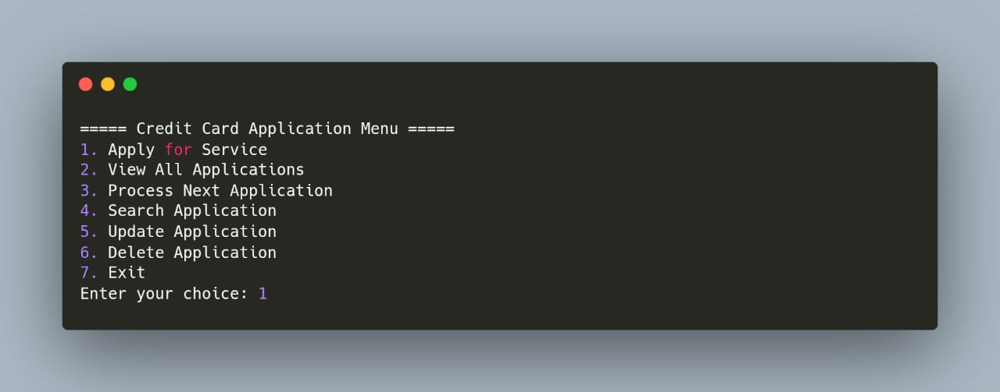 ===== Credit Card Application Menu =====
1. Apply for Service
2. View All Applications
3. Process Next Application
4. Search Application
5. Update Application
6. Delete Application
7. Exit
Enter your choice: 1